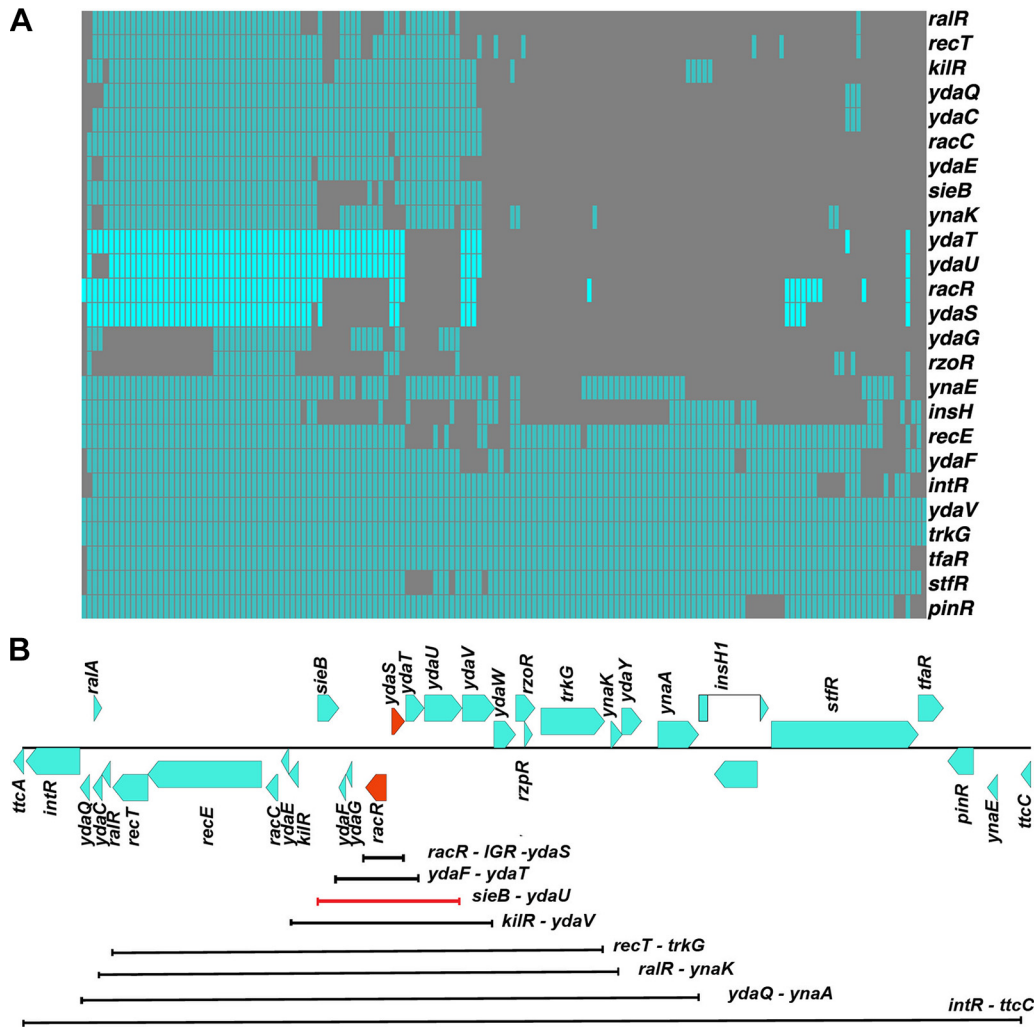 A
ralR
recT
kilR
ydaQ
ydaC
racC
ydaE
sieB
ynaK
ydaT
ydaU
racR
ydaS
ydaG
rzoR
ynaE
insH
recE
ydaF
intR
ydaV
trkG
tfaR
stfR
pinR
B
ralA
sieB
ydaS
ydaT
ydaU
ydaV
ydaW
rzoR
trkG
ynaK
ydaY
ynaA
insH1
stfR
tfaR
ttcA
intR
ydaQ
ydaC
ralR
recT
recE
racC
ydaE
kilR
ydaF
ydaG
racR
rzpR
pinR
ynaE
ttcC
racR - IGR -ydaS
ydaF - ydaT
sieB - ydaU
kilR - ydaV
recT - trkG
ralR - ynaK
ydaQ - ynaA
intR - ttcC